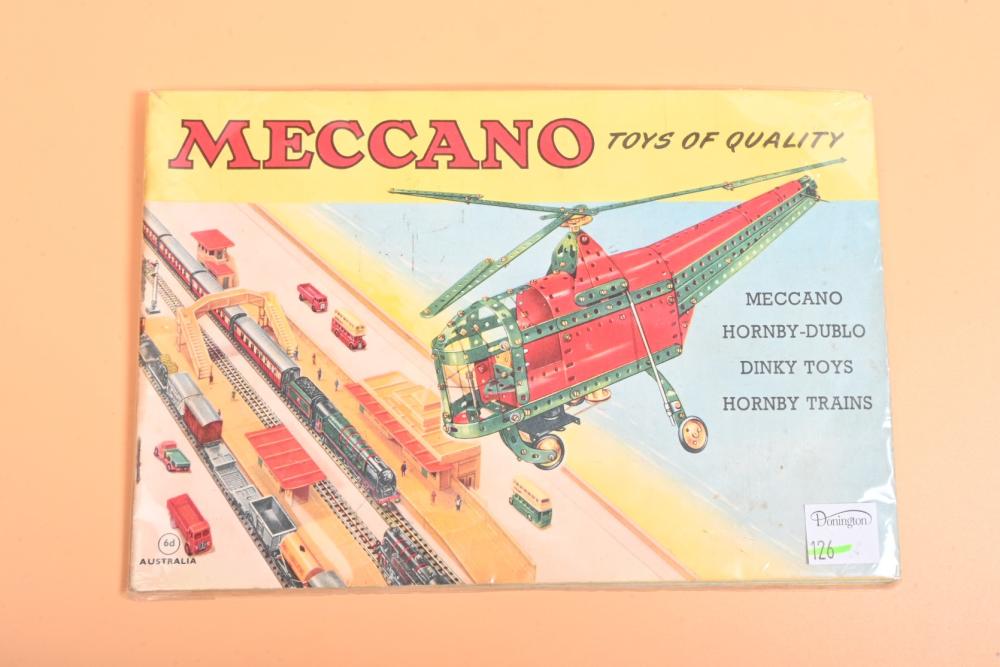 MECCANO TOYS OF QUALITY
MECCANO
HORNBY-DUBLO
DINKY TOYS
HORNBY TRAINS
Donington
126
6d
AUSTRALIA